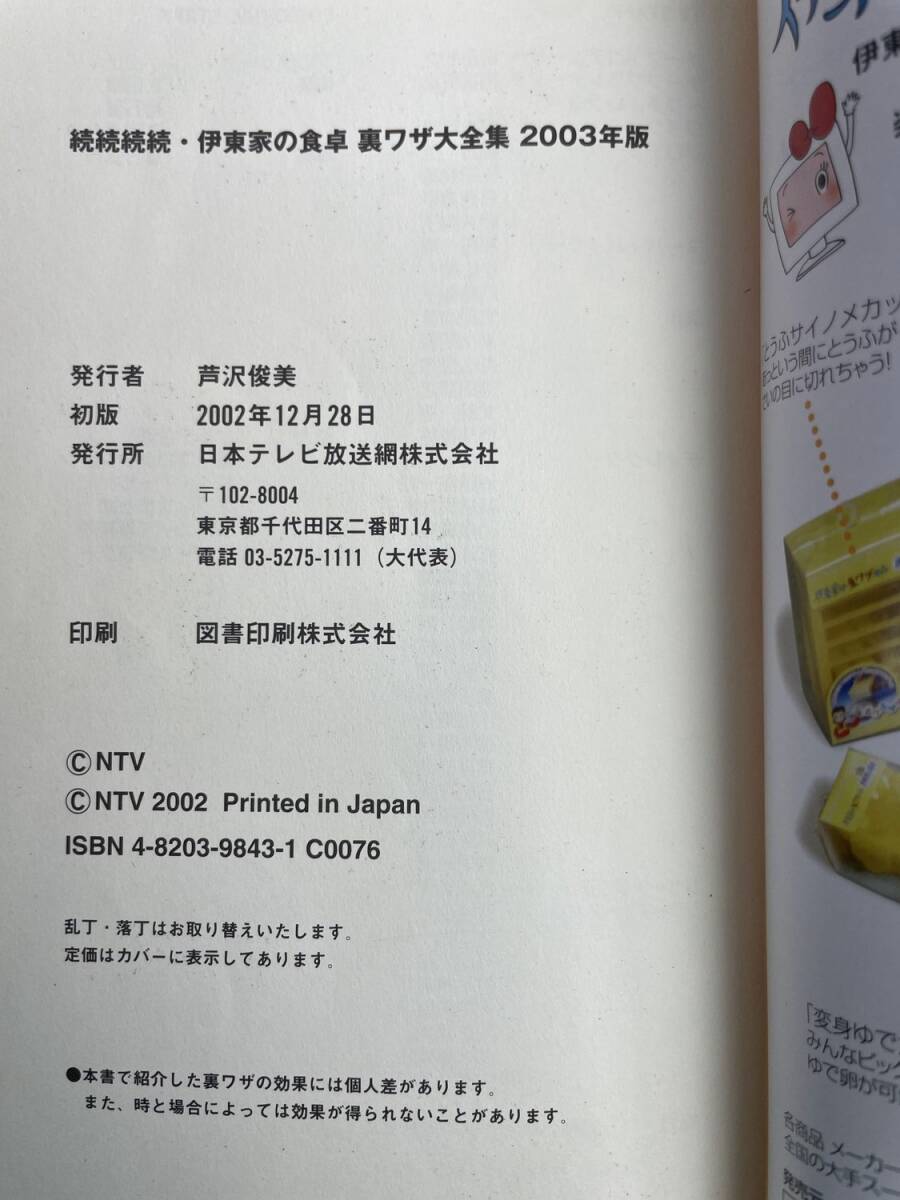 続続続続・伊東家の食卓 裏ワザ大全集 2003年版
発行者 芦沢俊美
初版 2002年12月28日
発行所 日本テレビ放送網株式会社
〒102-8004
東京都千代田区二番町14
電話 03-5275-1111(大代表)
印刷 図書印刷株式会社
©NTV
©NTV 2002 Printed in Japan
ISBN 4-8203-9843-1 C0076
乱丁・落丁はお取り替えいたします。
定価はカバーに表示してあります。
●本書で紹介した裏ワザの効果には個人差があります。
また、時と場合によっては効果が得られないことがあります。
伊東
とうふサイノメカッ
という間にとうふが
さいの目に切れちゃう!
「変身ゆで
みんなビック
ゆで卵が可
各商品 メーカー
全国の大手スー
発売